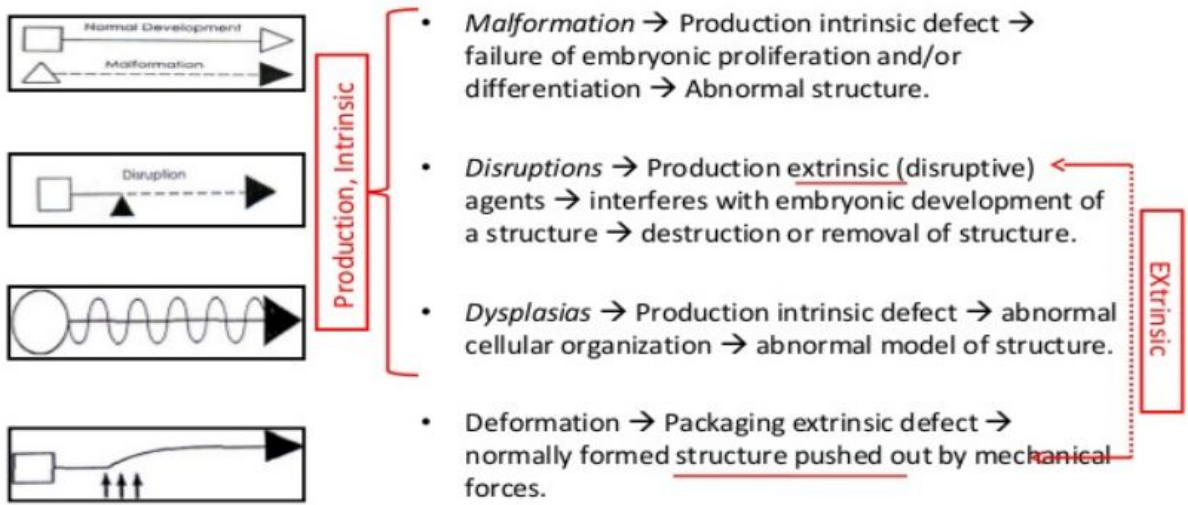 Normal Development
Malformation
Disruption
Production, Intrinsic
• Malformation → Production intrinsic defect →
failure of embryonic proliferation and/or
differentiation → Abnormal structure.
• Disruptions → Production extrinsic (disruptive)
agents → interferes with embryonic development of
a structure → destruction or removal of structure.
• Dysplasias → Production intrinsic defect → abnormal
cellular organization → abnormal model of structure.
• Deformation → Packaging extrinsic defect →
normally formed structure pushed out by mechanical
forces.
EXtrinsic